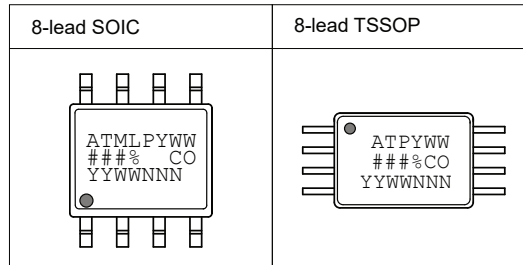 8-lead SOIC
8-lead TSSOP
ATMLPYWW
###% CO
YYWWNNN
ATPYWW
###%CO
YYWWNNN